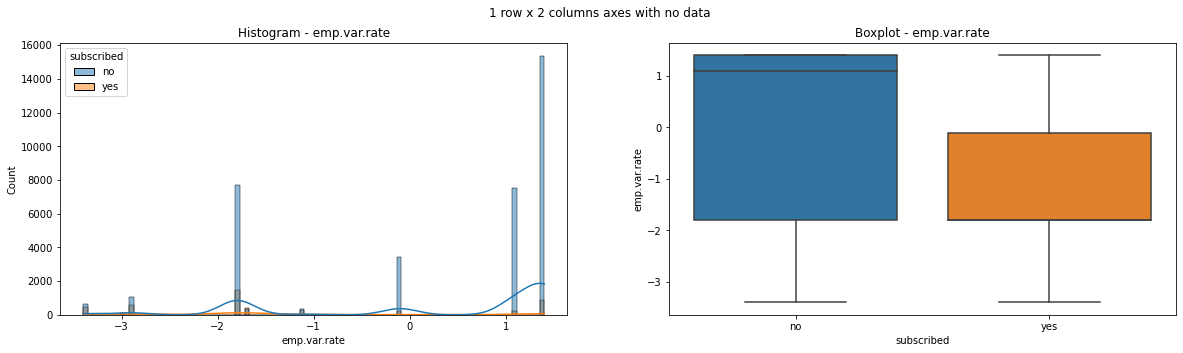 1 row x 2 columns axes with no data
Histogram - emp.var.rate
16000
14000
12000
10000
8000
6000
4000
2000
0
Count
subscribed
no
yes
−3
−2
−1
0
1
emp.var.rate
Boxplot - emp.var.rate
1
0
−1
−2
−3
emp.var.rate
no
yes
subscribed